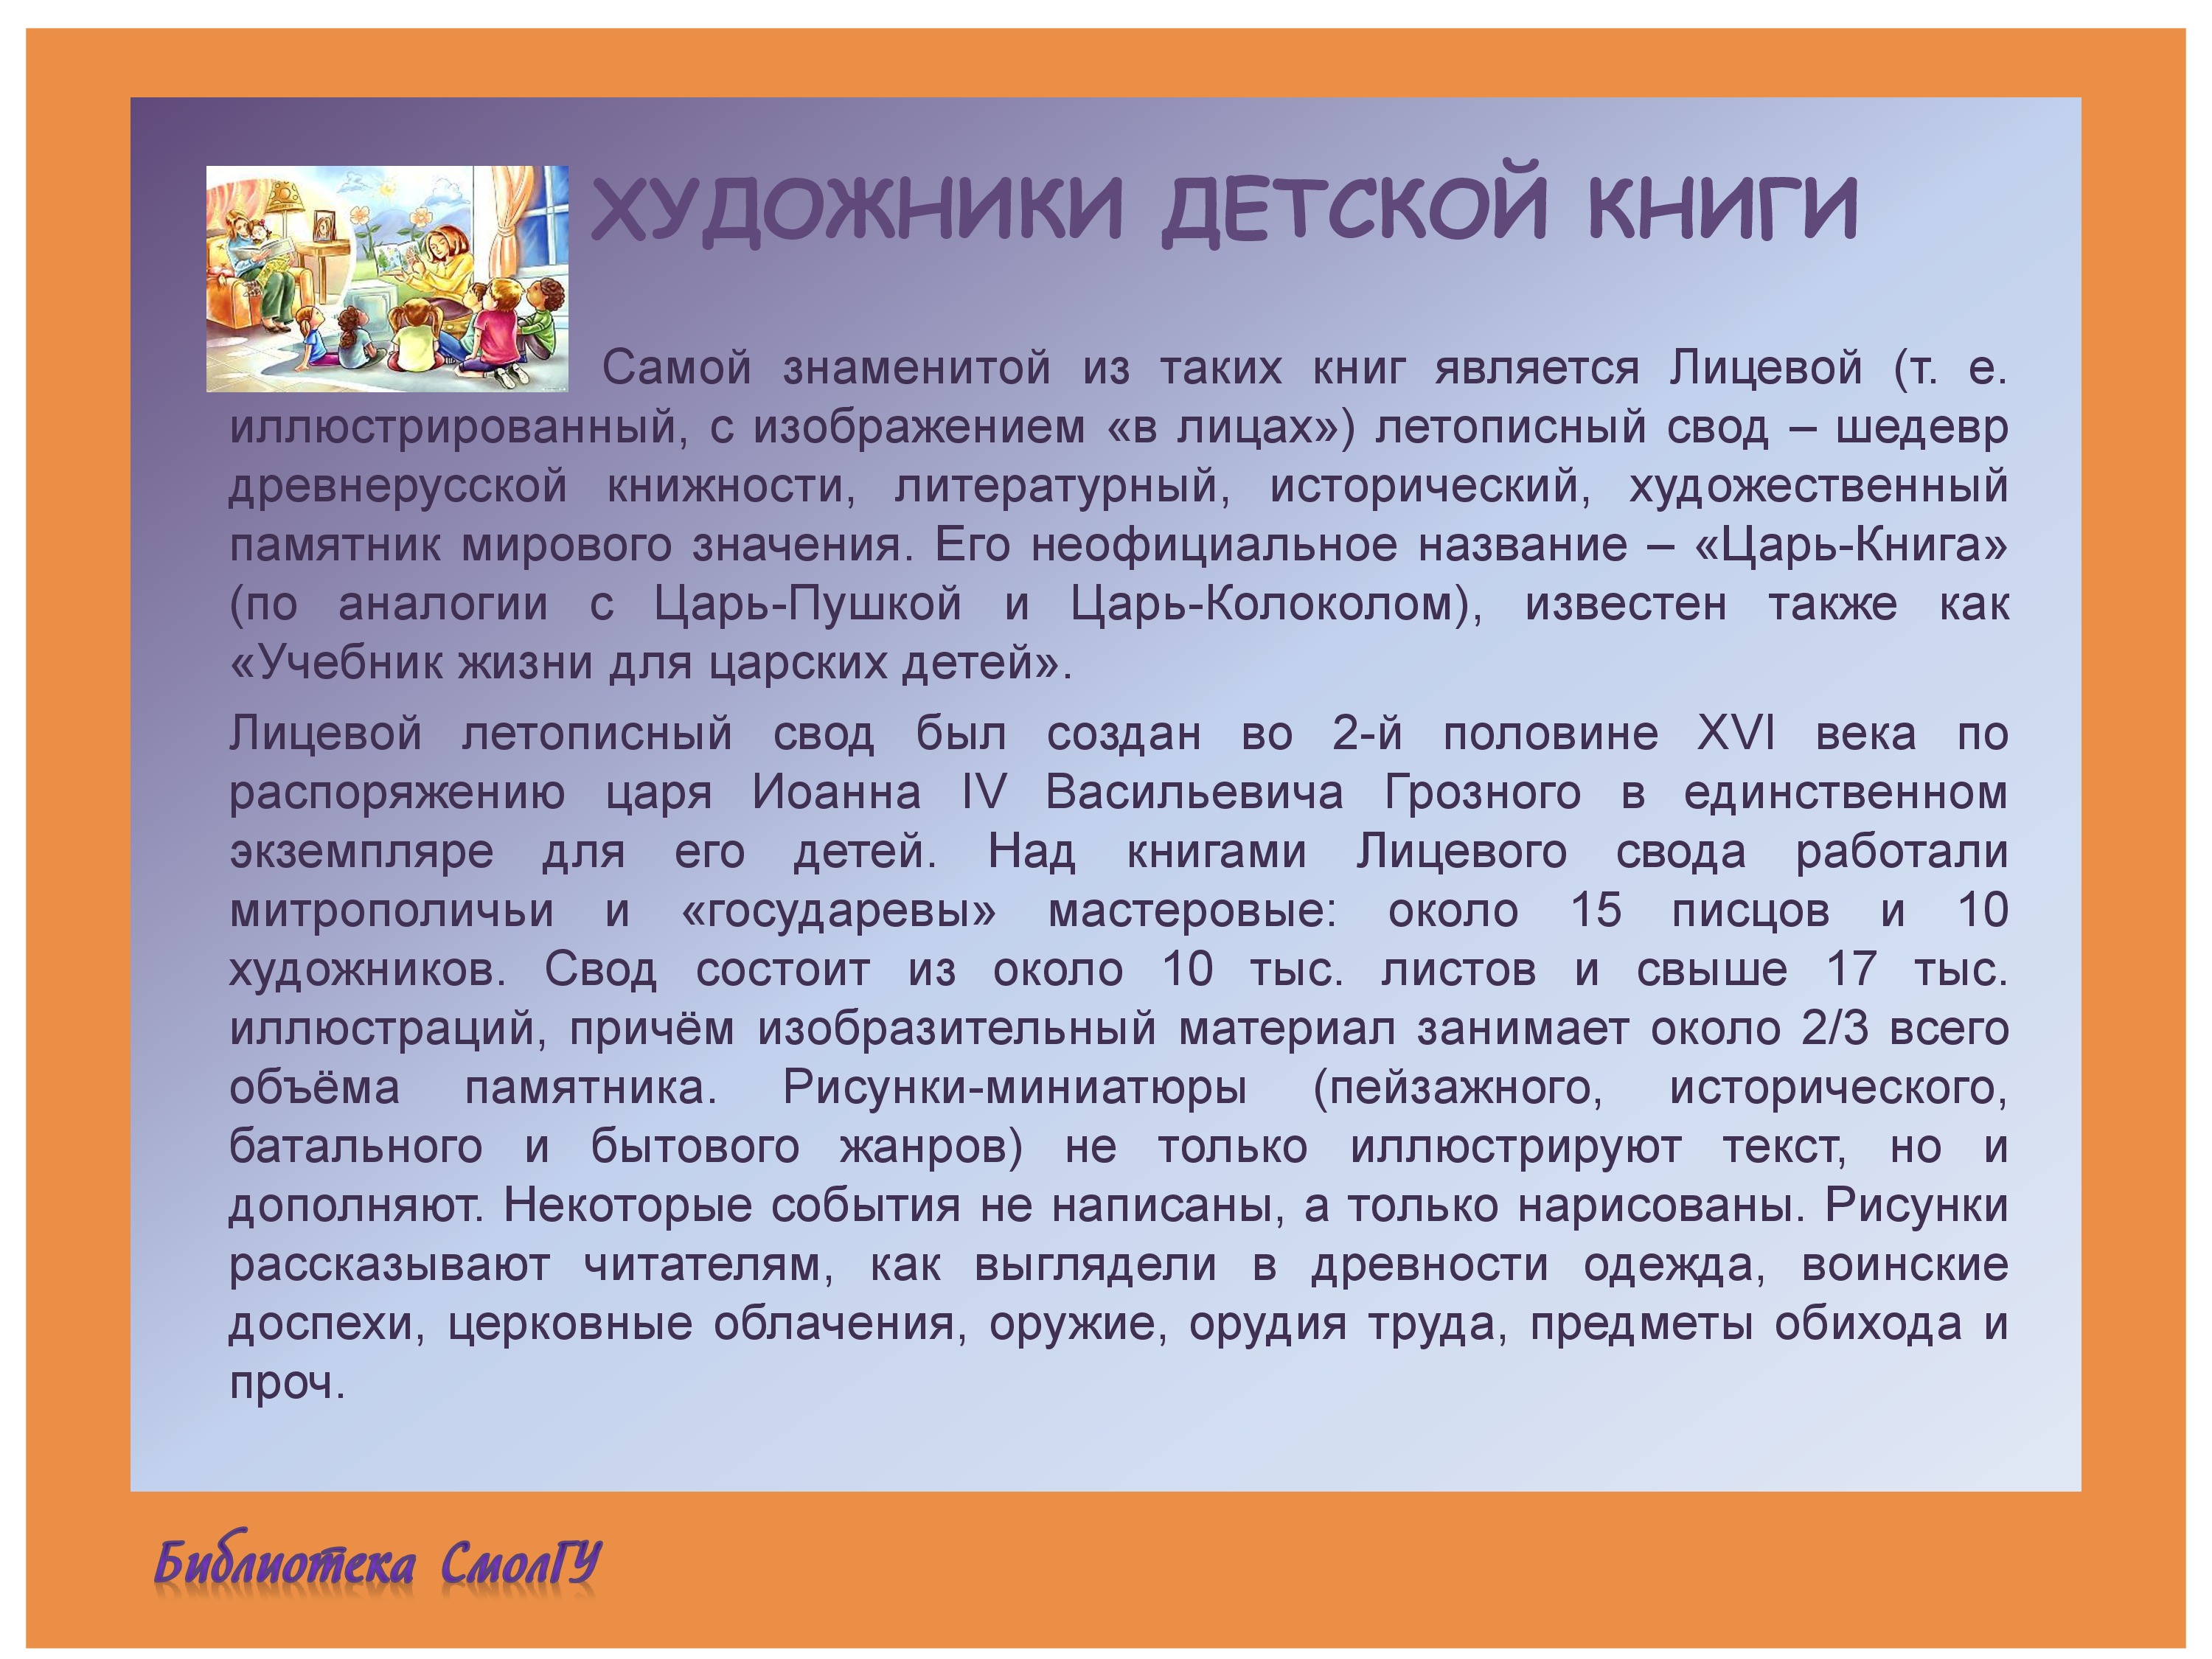 ХУДОЖНИКИ ДЕТСКОЙ КНИГИ
Самой знаменитой из таких книг является Лицевой (т. е.
иллюстрированный, с изображением «в лицах») летописный свод – шедевр
древнерусской книжности, литературный, исторический, художественный
памятник мирового значения. Его неофициальное название – «Царь-Книга»
(по аналогии с Царь-Пушкой и Царь-Колоколом), известен также как
«Учебник жизни для царских детей».
Лицевой летописный свод был создан во 2-й половине XVI века по
распоряжению царя Иоанна IV Васильевича Грозного в единственном
экземпляре для его детей. Над книгами Лицевого свода работали
митрополичьи и «государевы» мастеровые: около 15 писцов и 10
художников. Свод состоит из около 10 тыс. листов и свыше 17 тыс.
иллюстраций, причём изобразительный материал занимает около 2/3 всего
объёма памятника. Рисунки-миниатюры (пейзажного, исторического,
батального и бытового жанров) не только иллюстрируют текст, но и
дополняют. Некоторые события не написаны, а только нарисованы. Рисунки
рассказывают читателям, как выглядели в древности одежда, воинские
доспехи, церковные облачения, оружие, орудия труда, предметы обихода и
проч.
Библиотека СмолГУ